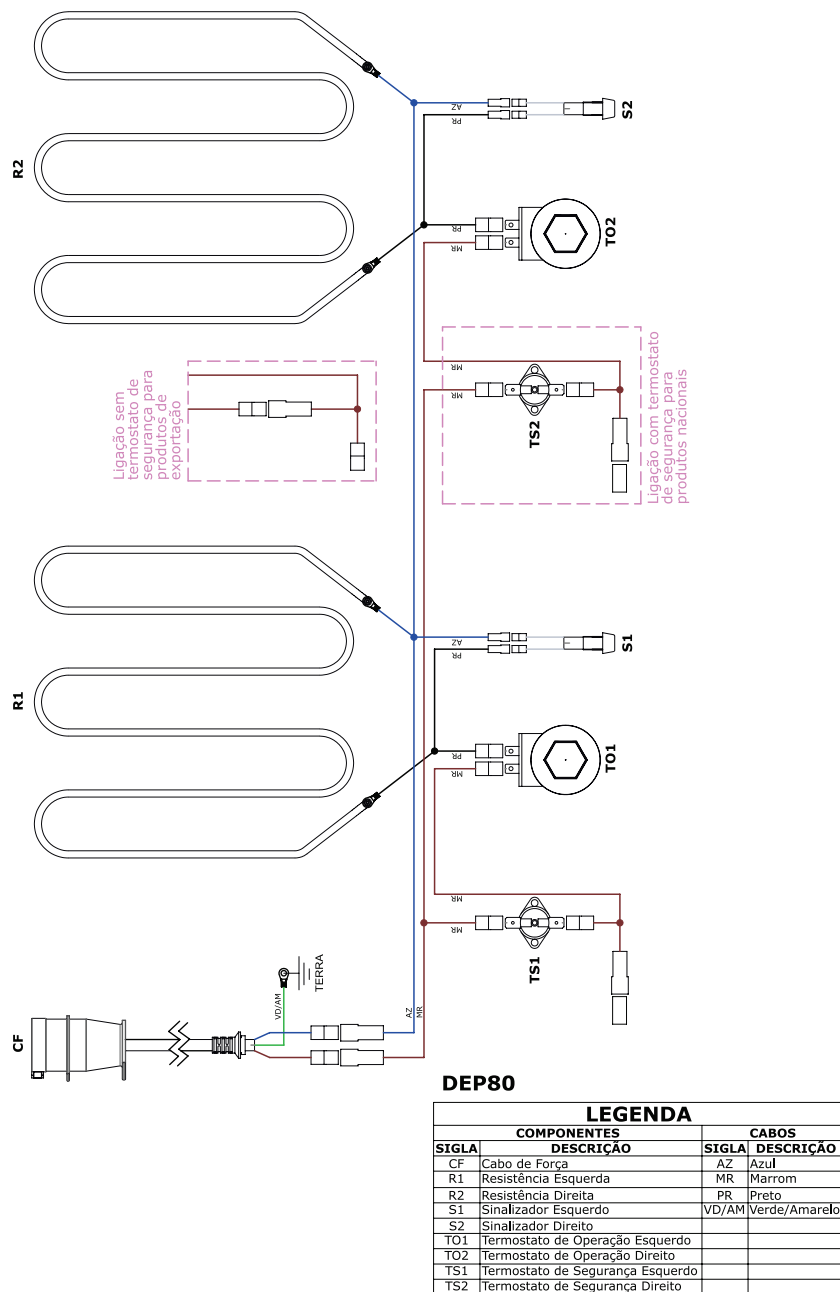 R2
AZ
PR
S2
PR
MR
TO2
Ligação sem
termostato de
segurança para
produtos de
exportação
MR
MR
TS2
Ligação com termostato
de segurança para
produtos nacionais
R1
AZ
PR
S1
PR
MR
TO1
MR
TS1
CF
VD/AM
TERRA
AZ
MR
DEP80
LEGENDA
COMPONENTES CABOS
SIGLA DESCRIÇÃO SIGLA DESCRIÇÃO
CF Cabo de Força AZ Azul
R1 Resistência Esquerda MR Marrom
R2 Resistência Direita PR Preto
S1 Sinalizador Esquerdo VD/AM Verde/Amarelo
S2 Sinalizador Direito
TO1 Termostato de Operação Esquerdo
TO2 Termostato de Operação Direito
TS1 Termostato de Segurança Esquerdo
TS2 Termostato de Segurança Direito